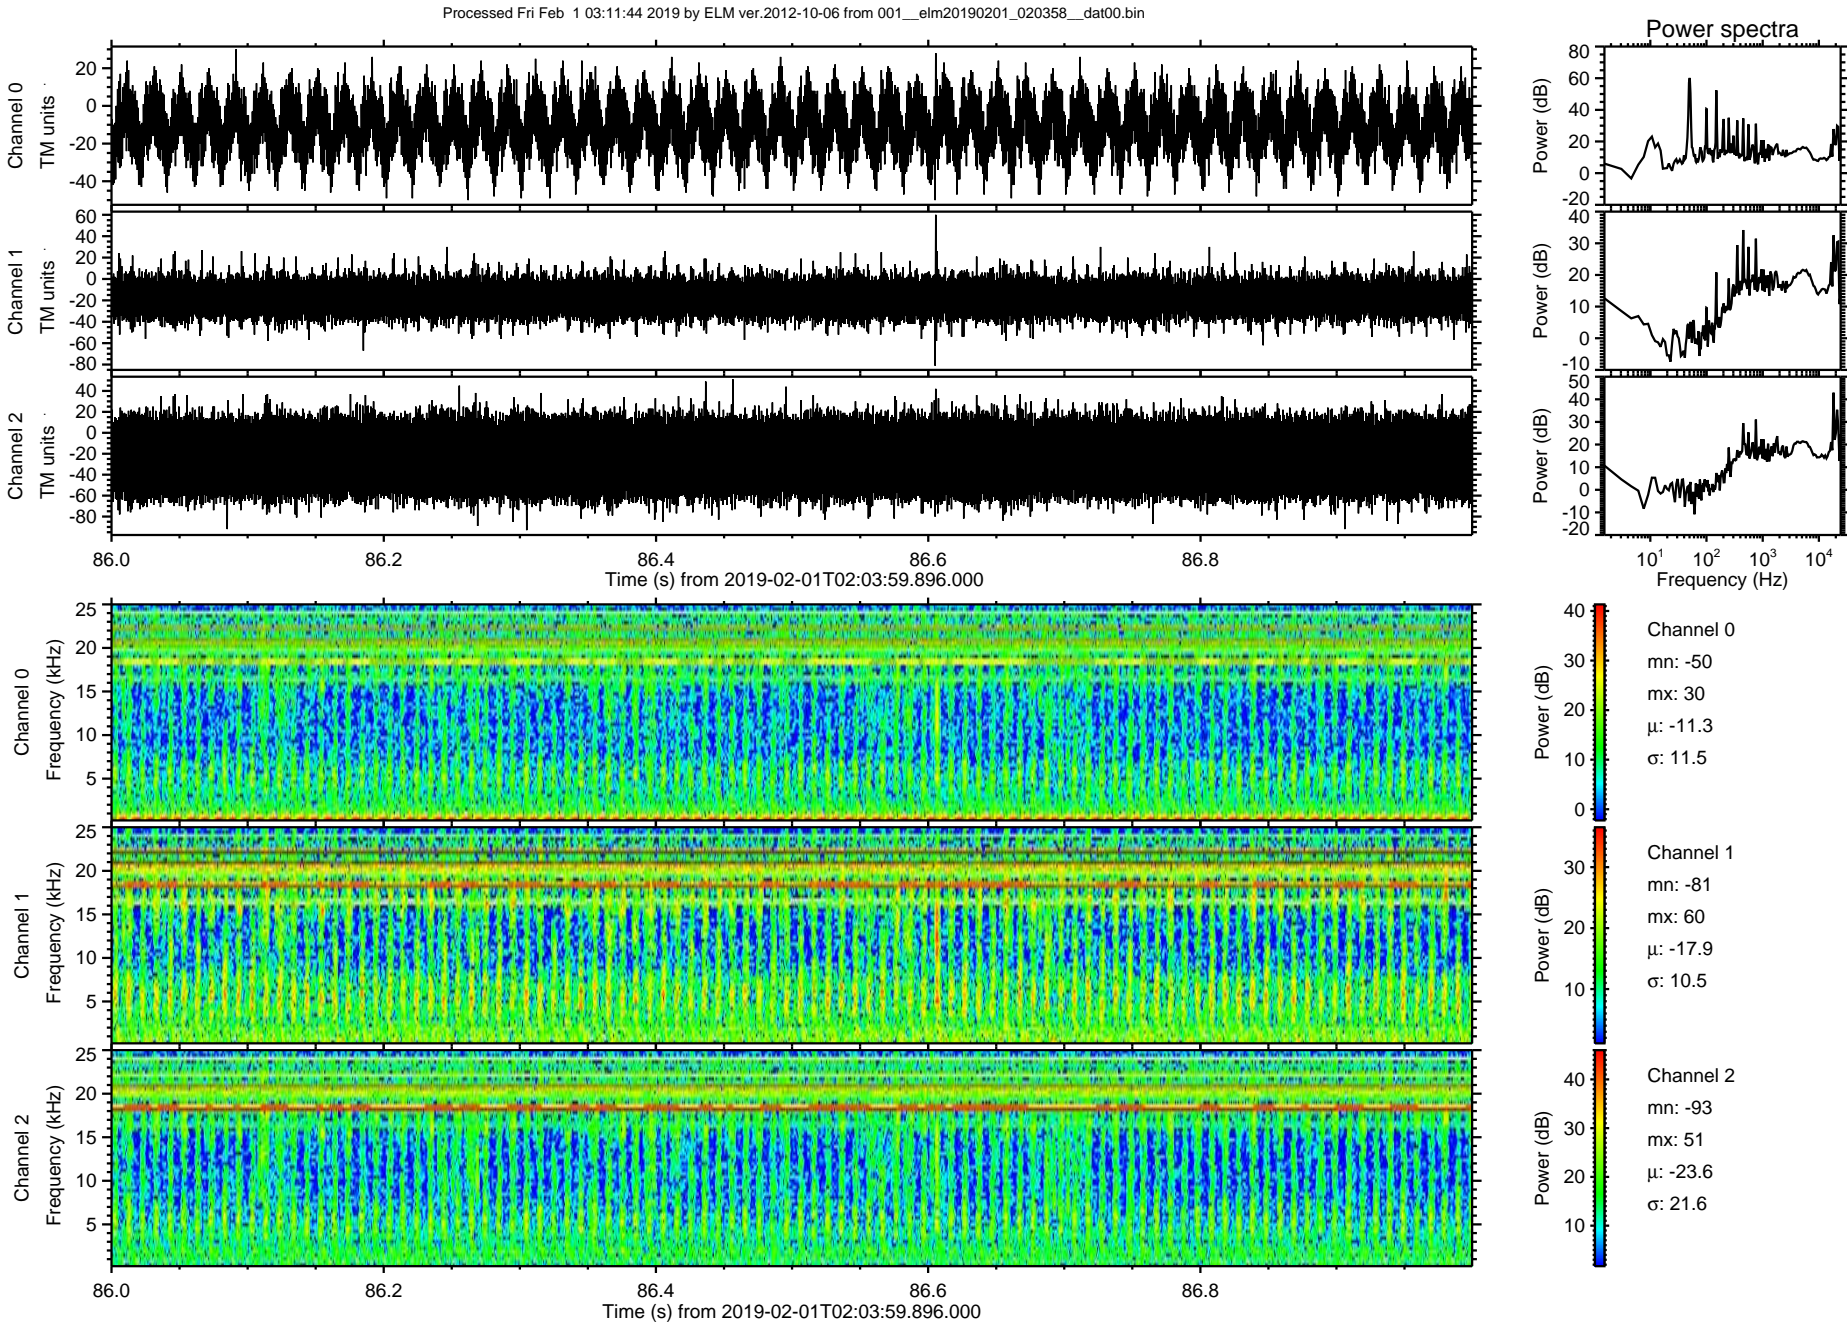 Processed Fri Feb  1 03:11:44 2019 by ELM ver.2012-10-06 from 001__elm20190201_020358__dat00.bin
Power spectra
Channel 0
TM units
20
0
-20
-40
Power (dB)
80
60
40
20
0
-20
Channel 1
TM units
60
40
20
0
-20
-40
-60
-80
Power (dB)
40
30
20
10
0
-10
Channel 2
TM units
40
20
0
-20
-40
-60
-80
Power (dB)
50
40
30
20
10
0
-10
-20
86.0 86.2 86.4 86.6 86.8
Time (s) from 2019-02-01T02:03:59.896.000
10^1 10^2 10^3 10^4
Frequency (Hz)
Channel 0
Frequency (kHz)
25
20
15
10
5
Power (dB)
40
30
20
10
0
Channel 0
mn: -50
mx: 30
µ: -11.3
σ: 11.5
Channel 1
Frequency (kHz)
25
20
15
10
5
Power (dB)
30
20
10
Channel 1
mn: -81
mx: 60
µ: -17.9
σ: 10.5
Channel 2
Frequency (kHz)
25
20
15
10
5
Power (dB)
40
30
20
10
Channel 2
mn: -93
mx: 51
µ: -23.6
σ: 21.6
86.0 86.2 86.4 86.6 86.8
Time (s) from 2019-02-01T02:03:59.896.000